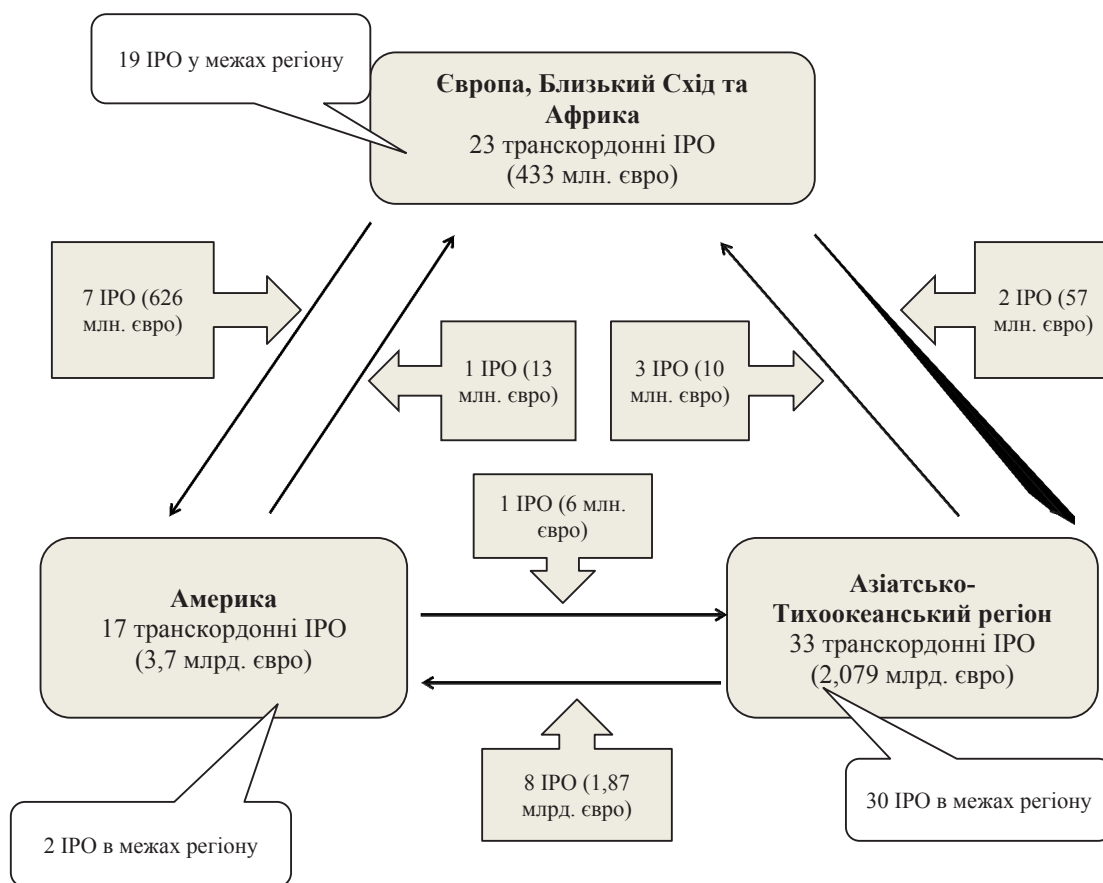 19 IPO у межах регіону
Європа, Близький Схід та
Африка
23 транскордонні IPO
(433 млн. євро)
7 IPO (626
млн. євро)
1 IPO (13
млн. євро)
3 IPO (10
млн. євро)
2 IPO (57
млн. євро)
1 IPO (6 млн.
євро)
Америка
17 транскордонні IPO
(3,7 млрд. євро)
Азіатсько-
Тихоокеанський регіон
33 транскордонні IPO
(2,079 млрд. євро)
8 IPO (1,87
млрд. євро)
30 IPO в межах регіону
2 IPO в межах регіону